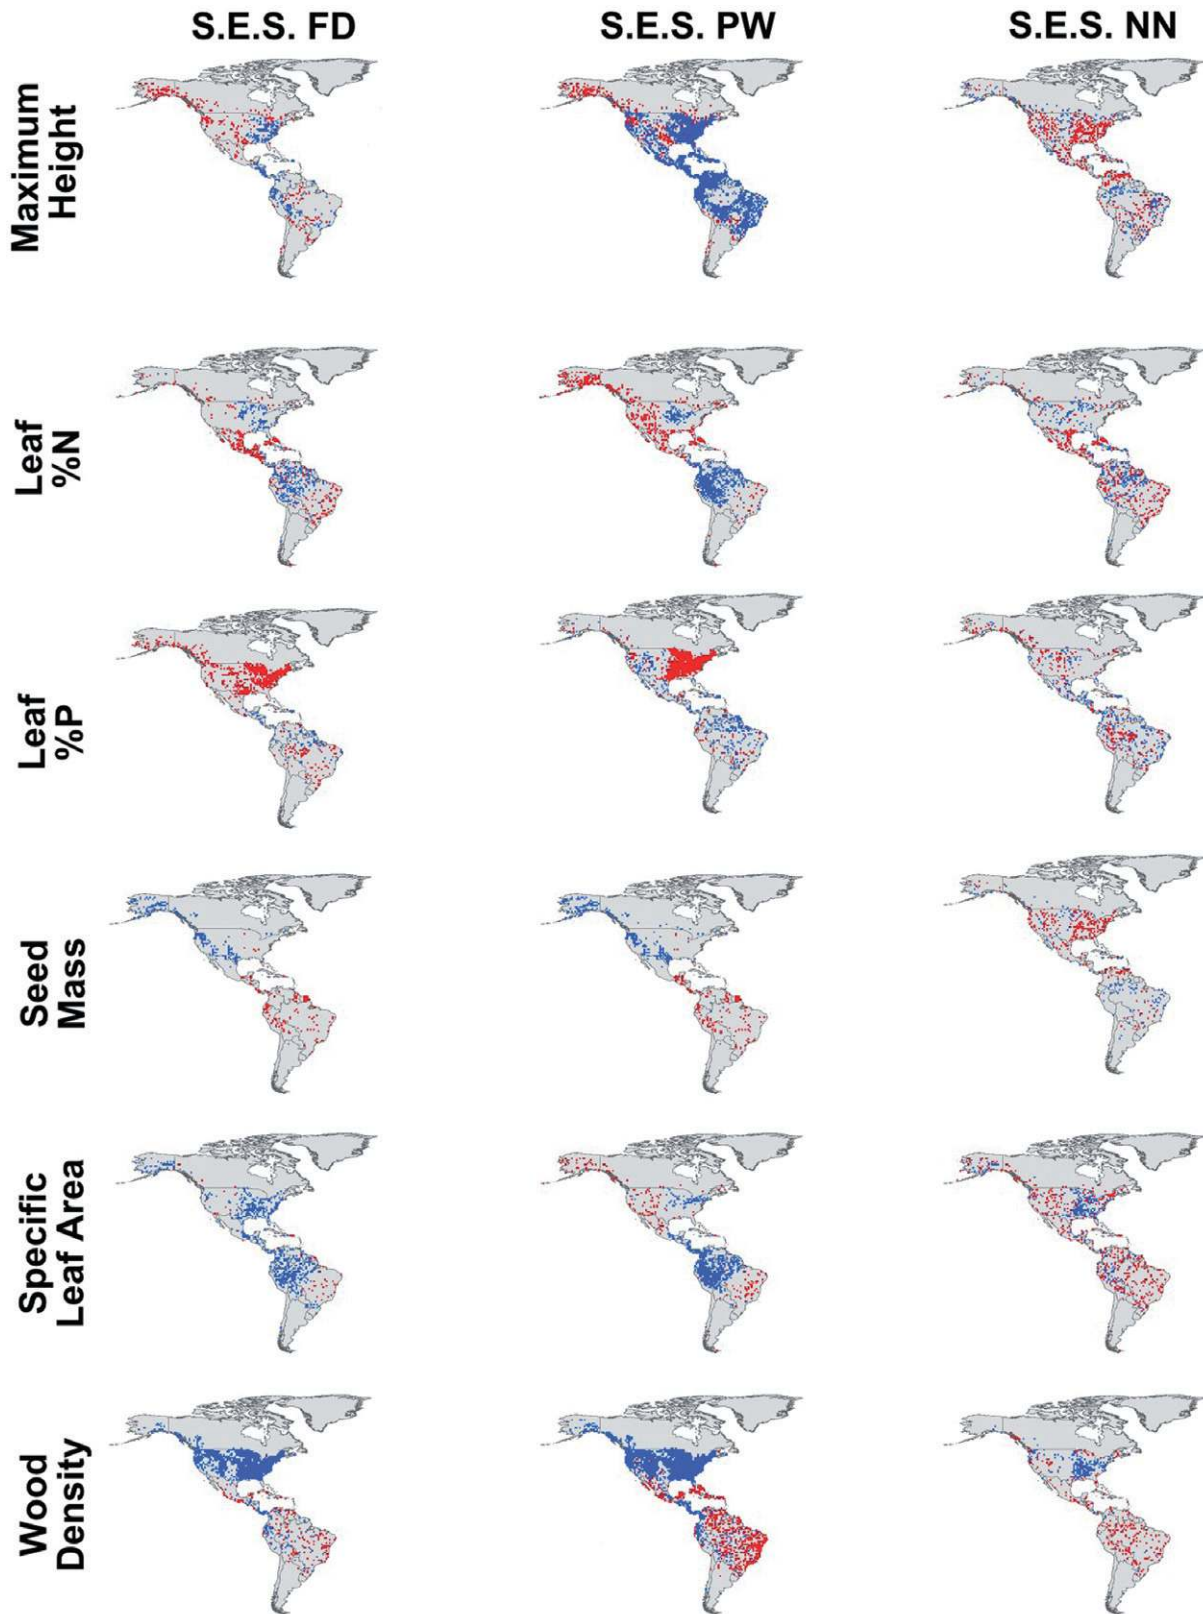 S.E.S. FD
S.E.S. PW
S.E.S. NN
Maximum
Height
Leaf
%N
Leaf
%P
Seed
Mass
Specific
Leaf Area
Wood
Density